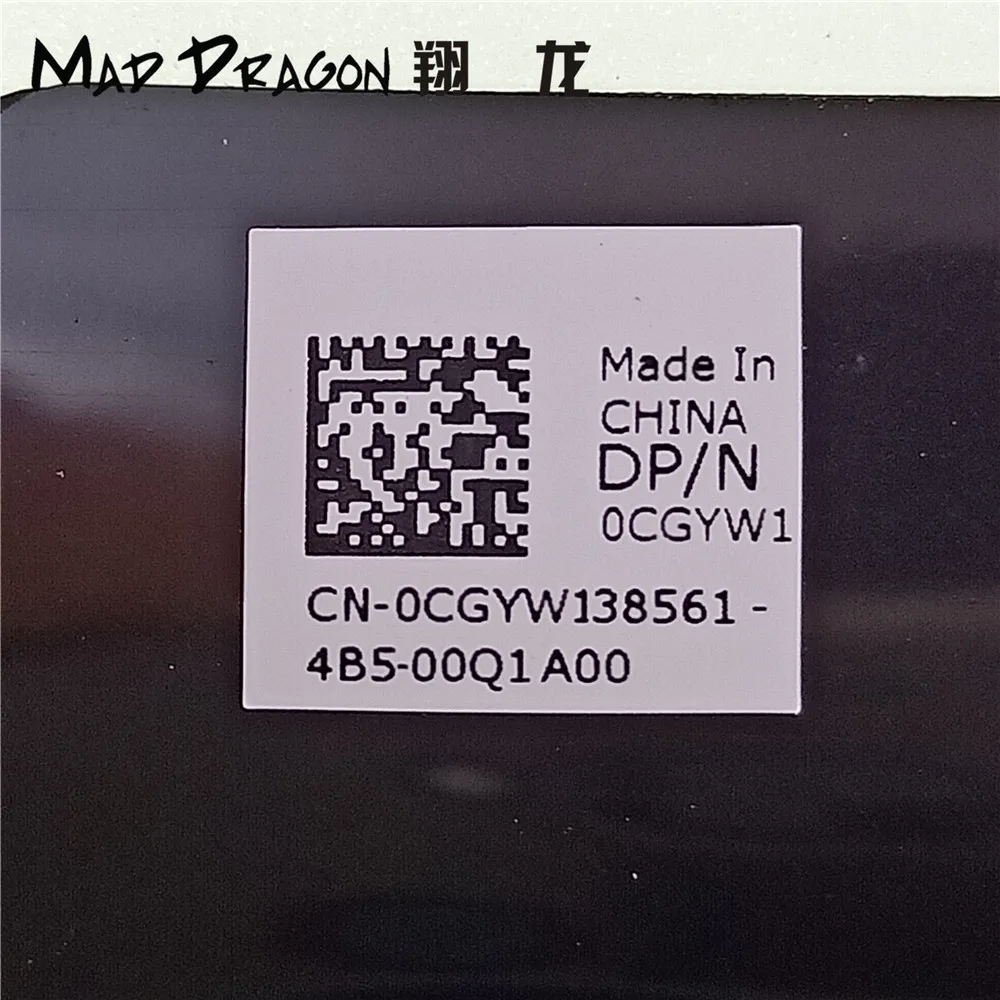 MAD DRAGON 翔 龙
Made In
CHINA
DP/N
0CGYW1
CN-0CGYW138561-
4B5-00Q1A00